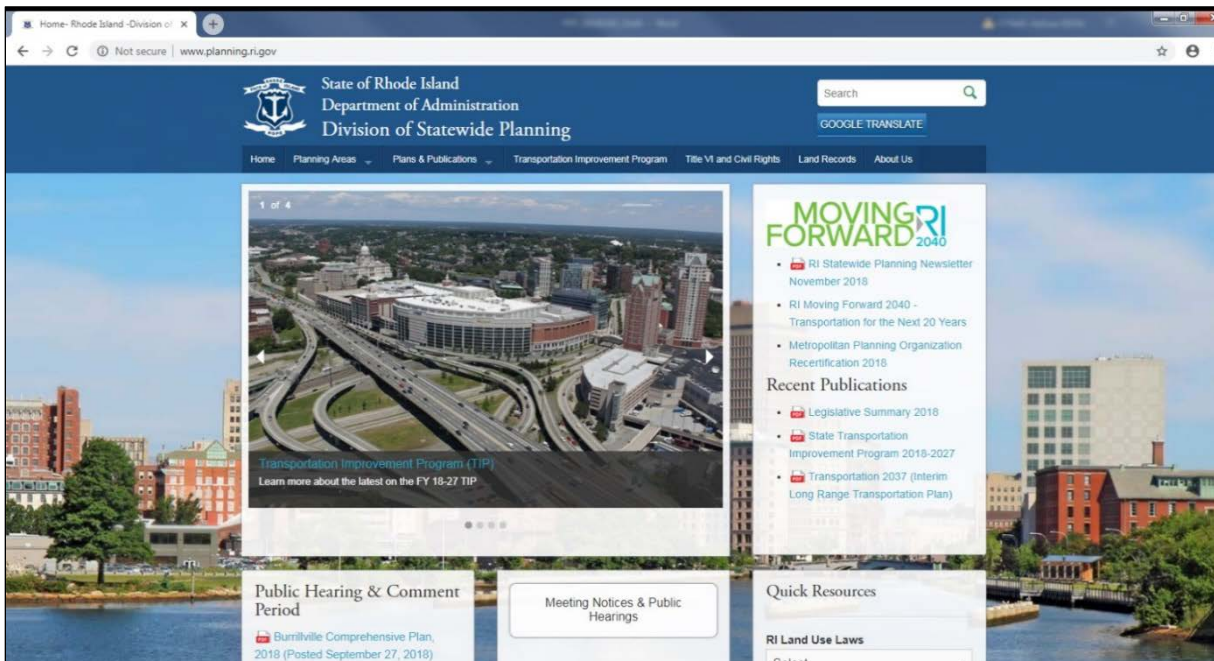 Home- Rhode Island -Division of
Not secure | www.planning.ri.gov
State of Rhode Island
Department of Administration
Division of Statewide Planning
Search
GOOGLE TRANSLATE
Home Planning Areas Plans & Publications Transportation Improvement Program Title VI and Civil Rights Land Records About Us
1 of 4
Transportation Improvement Program (TIP)
Learn more about the latest on the FY 18-27 TIP
MOVING
FORWARD RI
2040
RI Statewide Planning Newsletter
November 2018
RI Moving Forward 2040 -
Transportation for the Next 20 Years
Metropolitan Planning Organization
Recertification 2018
Recent Publications
Legislative Summary 2018
State Transportation
Improvement Program 2018-2027
Transportation 2037 (Interim
Long Range Transportation Plan)
Public Hearing & Comment
Period
Burrillville Comprehensive Plan,
2018 (Posted September 27, 2018)
Meeting Notices & Public
Hearings
Quick Resources
RI Land Use Laws
Select